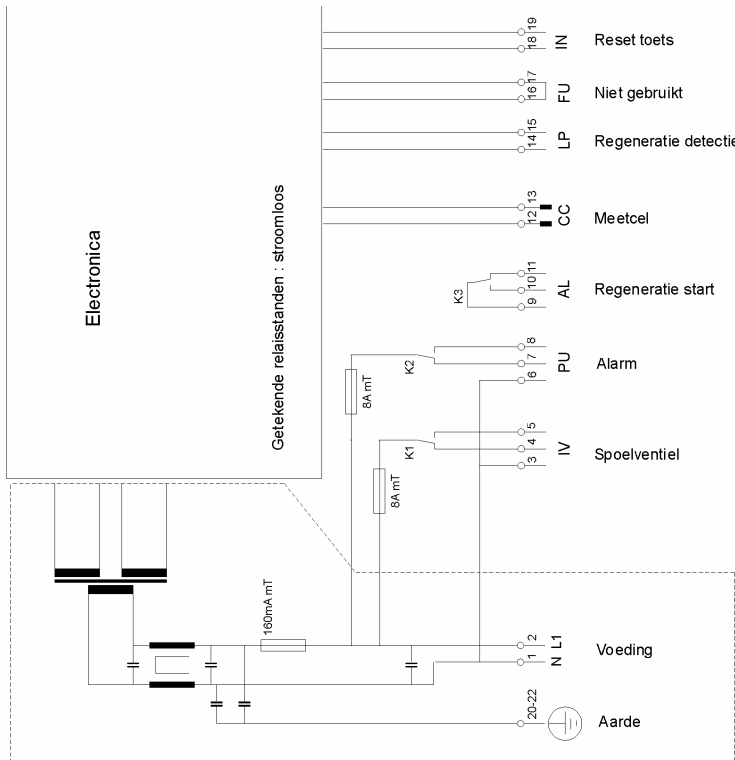 Electronica
Getekende relaisstanden : stroomloos
19
18
IN
Reset toets
17
16
FU
Niet gebruikt
15
14
LP
Regeneratie detectie
13
12
CC
Meetcel
11
10
9
AL
K3
Regeneratie start
8
7
6
PU
K2
Alarm
8A mT
5
4
3
IV
K1
Spoelventiel
8A mT
160mA mT
2
1
L1
N
Voeding
20-22
Aarde